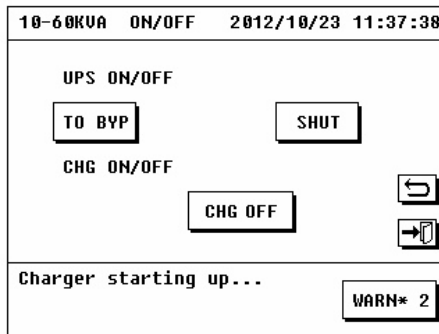 10-60KVA ON/OFF 2012/10/23 11:37:38
UPS ON/OFF
TO BYP SHUT
CHG ON/OFF
CHG OFF
Charger starting up...
WARN* 2